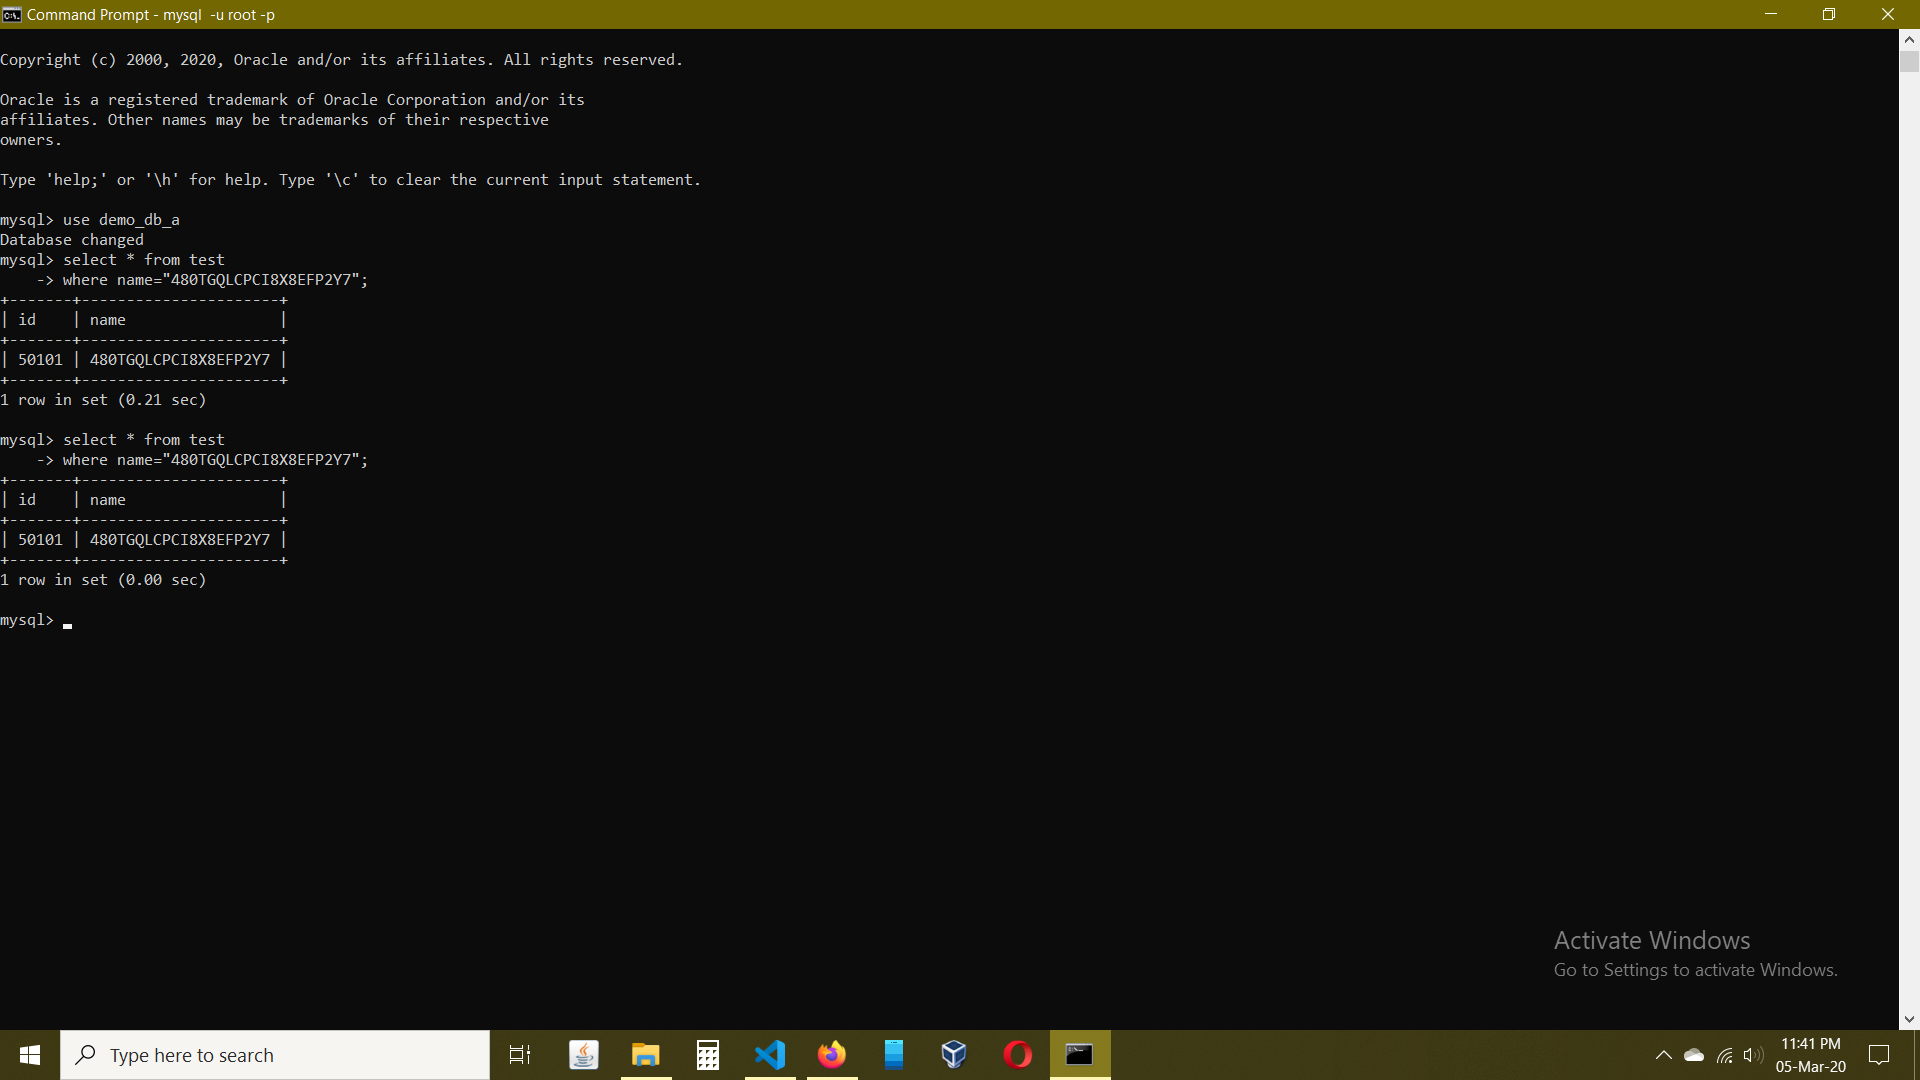 Command Prompt - mysql  -u root -p
Copyright (c) 2000, 2020, Oracle and/or its affiliates. All rights reserved.
Oracle is a registered trademark of Oracle Corporation and/or its
affiliates. Other names may be trademarks of their respective
owners.
Type 'help;' or '\h' for help. Type '\c' to clear the current input statement.
mysql> use demo_db_a
Database changed
mysql> select * from test
    -> where name="480TGQLCPCI8X8EFP2Y7";
+-------+----------------------+
| id    | name                 |
+-------+----------------------+
| 50101 | 480TGQLCPCI8X8EFP2Y7 |
+-------+----------------------+
1 row in set (0.21 sec)
mysql> select * from test
    -> where name="480TGQLCPCI8X8EFP2Y7";
+-------+----------------------+
| id    | name                 |
+-------+----------------------+
| 50101 | 480TGQLCPCI8X8EFP2Y7 |
+-------+----------------------+
1 row in set (0.00 sec)
mysql>
Activate Windows
Go to Settings to activate Windows.
Type here to search
11:41 PM
05-Mar-20